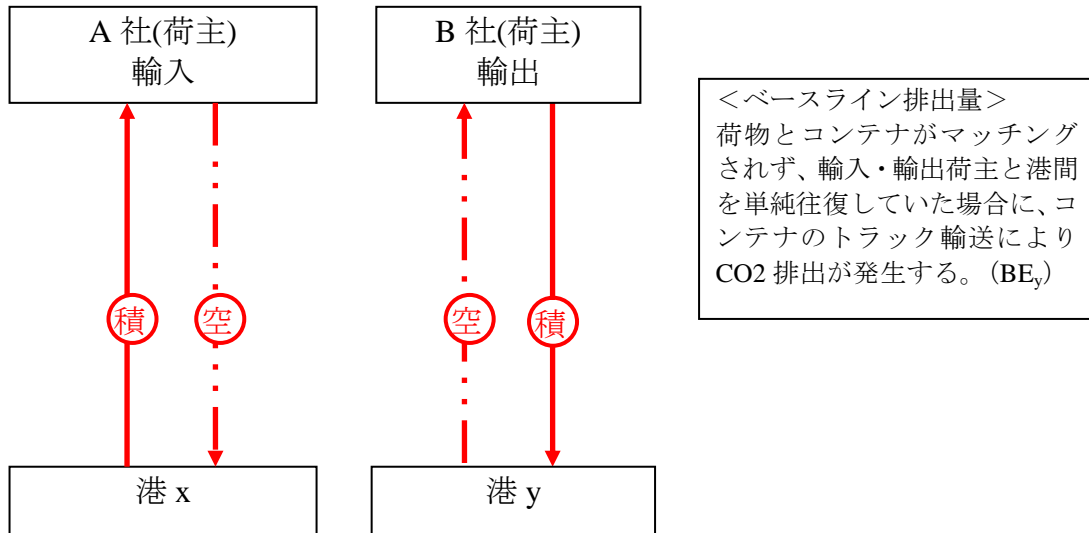 A 社(荷主)
輸入
B 社(荷主)
輸出
<ベースライン排出量>
荷物とコンテナがマッチング
されず、輸入・輸出荷主と港間
を単純往復していた場合に、コ
ンテナのトラック輸送により
CO2 排出が発生する。(BEy)
積
空
空
積
港 x
港 y